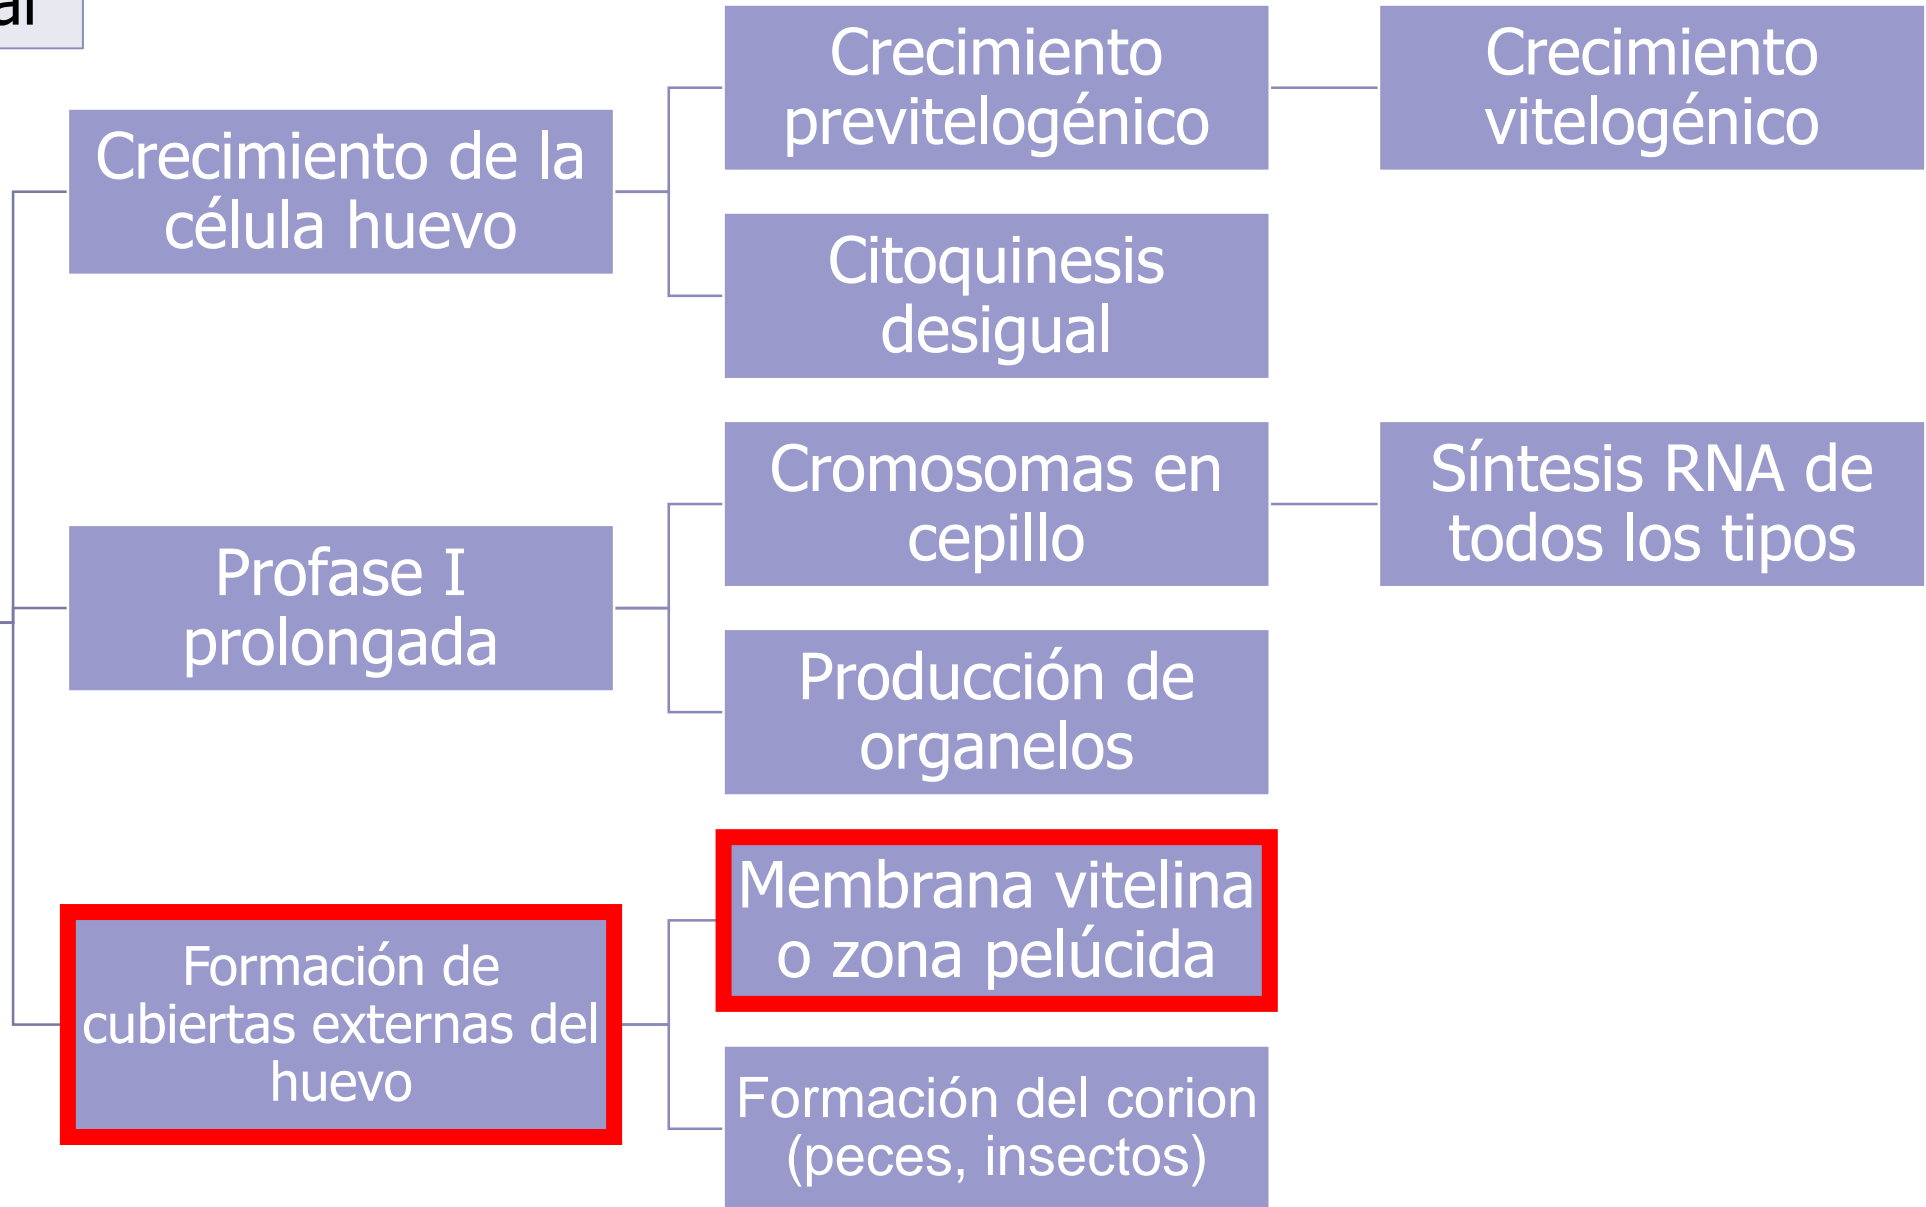 Crecimiento de la
célula huevo
Crecimiento
previtelogénico
Crecimiento
vitelogénico
Citoquinesis
desigual
Profase I
prolongada
Cromosomas en
cepillo
Síntesis RNA de
todos los tipos
Producción de
organelos
Formación de
cubiertas externas del
huevo
Membrana vitelina
o zona pelúcida
Formación del corion
(peces, insectos)